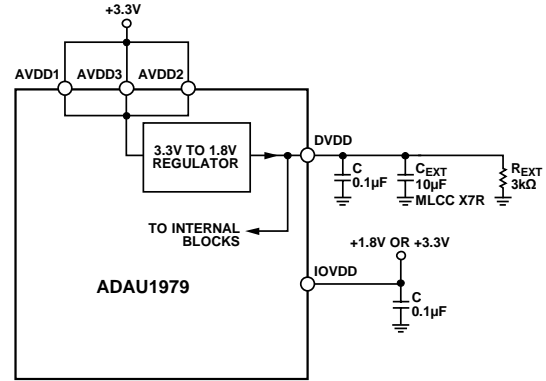 +3.3V
AVDD1 AVDD3 AVDD2
3.3V TO 1.8V
REGULATOR
DVDD
C
0.1µF
CEXT
10µF
MLCC X7R
REXT
3kΩ
TO INTERNAL
BLOCKS
+1.8V OR +3.3V
IOVDD
ADAU1979
C
0.1µF